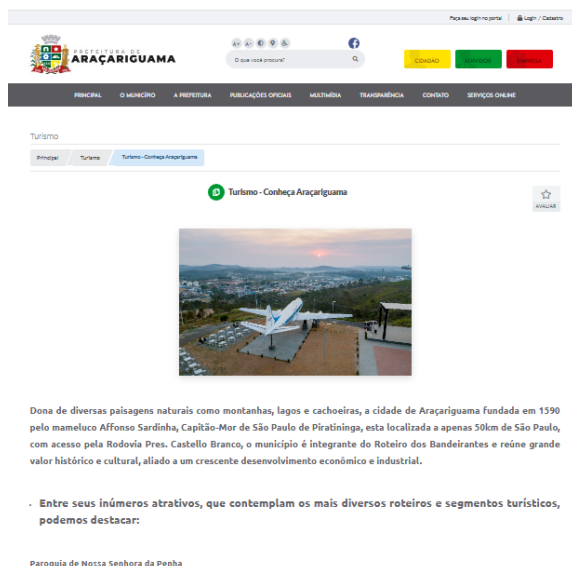 Faça seu login no portal
Login / Cadastro
PREFEITURA DE
ARAÇARIGUAMA
A+ A-
O que você procura?
CIDADÃO
SERVIDOR
EMPRESA
PRINCIPAL O MUNICÍPIO A PREFEITURA PUBLICAÇÕES OFICIAIS MULTIMÍDIA TRANSPARÊNCIA CONTATO SERVIÇOS ONLINE
Turismo
Principal Turismo Turismo - Conheça Araçariguama
Turismo - Conheça Araçariguama
AVALIAR
Dona de diversas paisagens naturais como montanhas, lagos e cachoeiras, a cidade de Araçariguama fundada em 1590
pelo mameluco Affonso Sardinha, Capitão-Mor de São Paulo de Piratininga, esta localizada a apenas 50km de São Paulo,
com acesso pela Rodovia Pres. Castello Branco, o município é integrante do Roteiro dos Bandeirantes e reúne grande
valor histórico e cultural, aliado a um crescente desenvolvimento econômico e industrial.
Entre seus inúmeros atrativos, que contemplam os mais diversos roteiros e segmentos turísticos,
podemos destacar:
Paroquia de Nossa Senhora da Penha